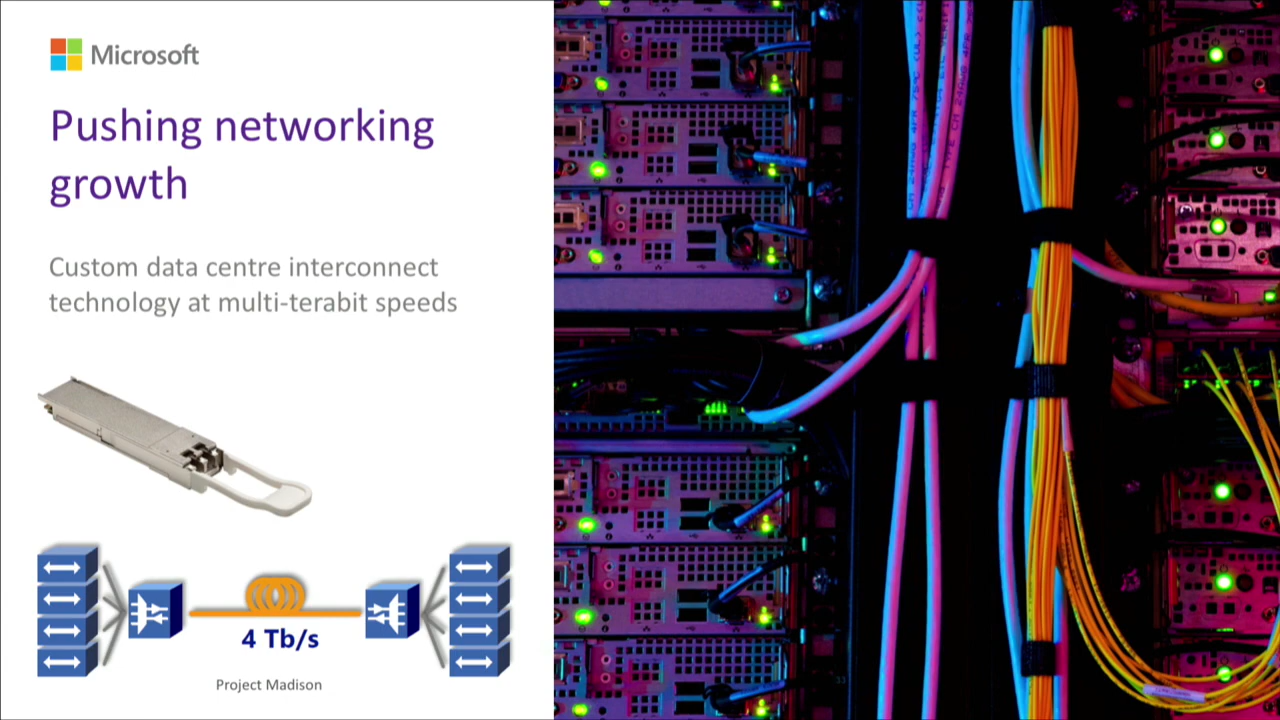 Microsoft
Pushing networking
growth
Custom data centre interconnect
technology at multi-terabit speeds
4 Tb/s
Project Madison